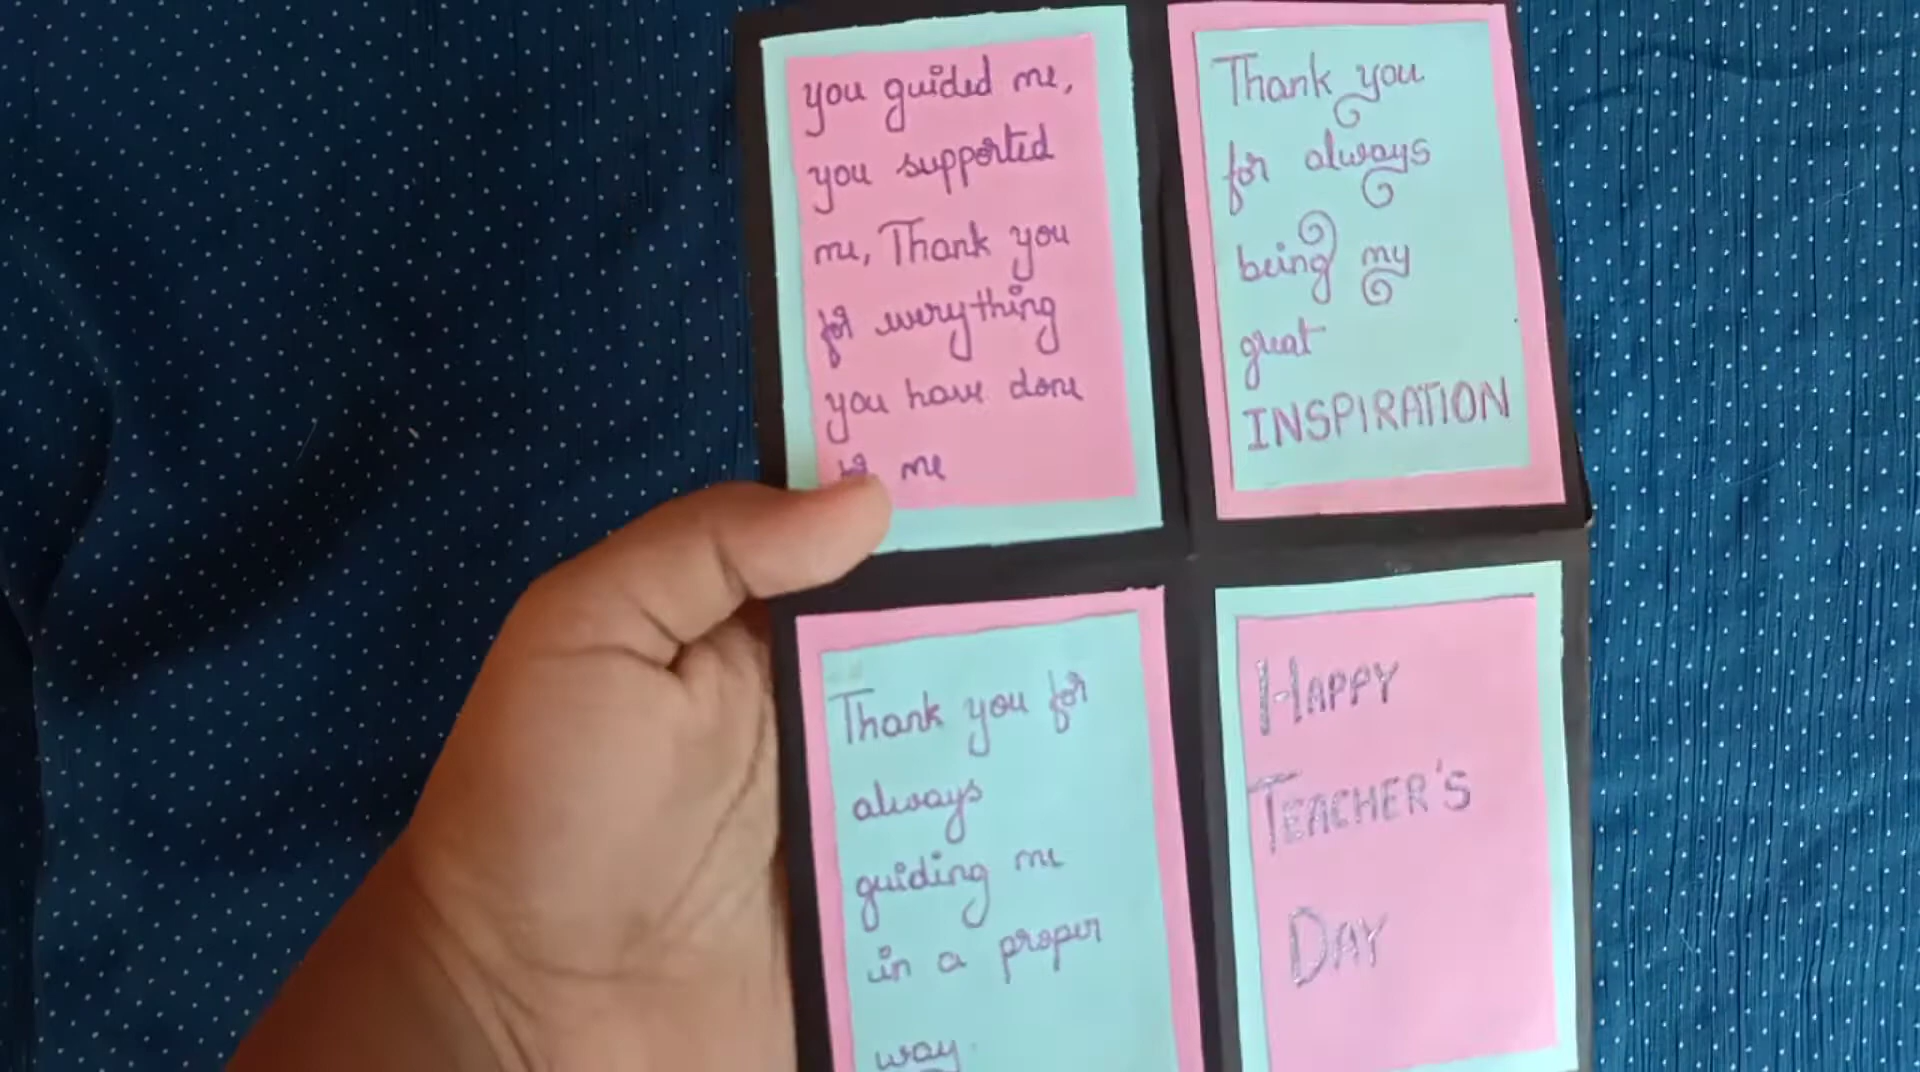 you guided me,
you supported
me, Thank you
for everything
you have done
for me
Thank you
for always
being my
great
INSPIRATION
Thank you for
always
guiding me
in a proper
way.
HAPPY
TEACHER'S
DAY